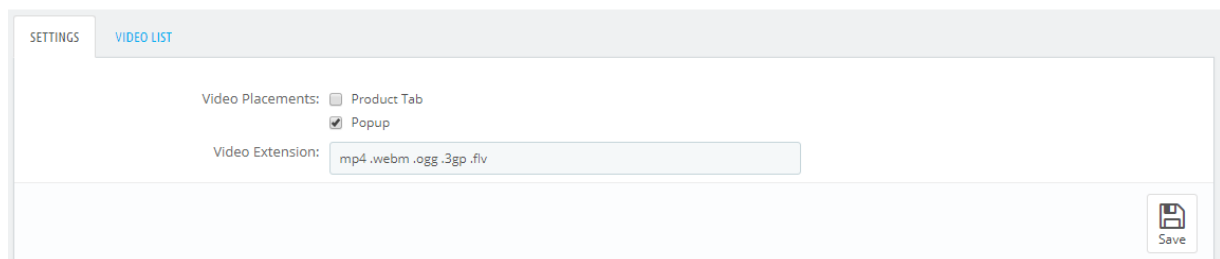 SETTINGS VIDEO LIST
Video Placements: Product Tab
Popup
Video Extension: mp4 .webm .ogg .3gp .flv
Save